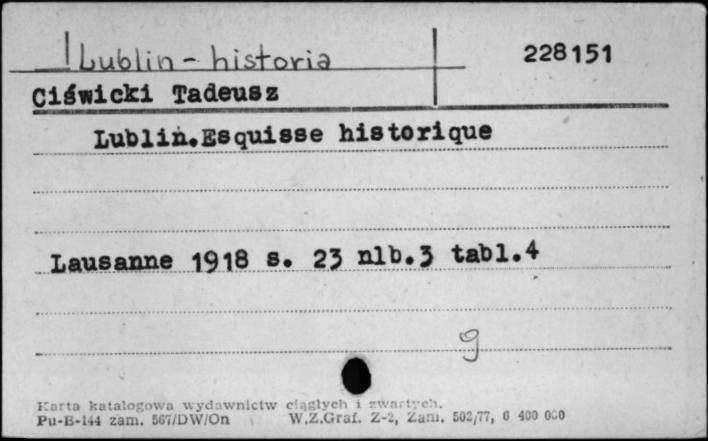 Lublin - historia
228151
Ciświcki Tadeusz
Lublin.Esquisse historique
Lausanne 1918 s. 23 nlb.3 tabl.4
g
Karta katalogowa wydawnictw ciągłych i zwartych.
Pu-B-144 zam. 567/DW/On W.Z.Graf. Z-2, Zam. 502/77, 6 400 000